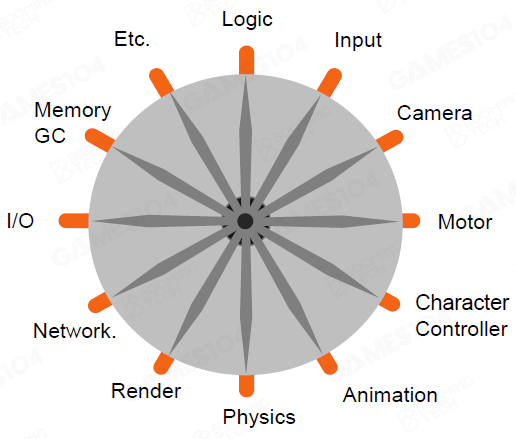 Logic
Etc.
Input
Memory
GC
Camera
I/O
Motor
Character
Controller
Network.
Render
Animation
Physics
GAMES104